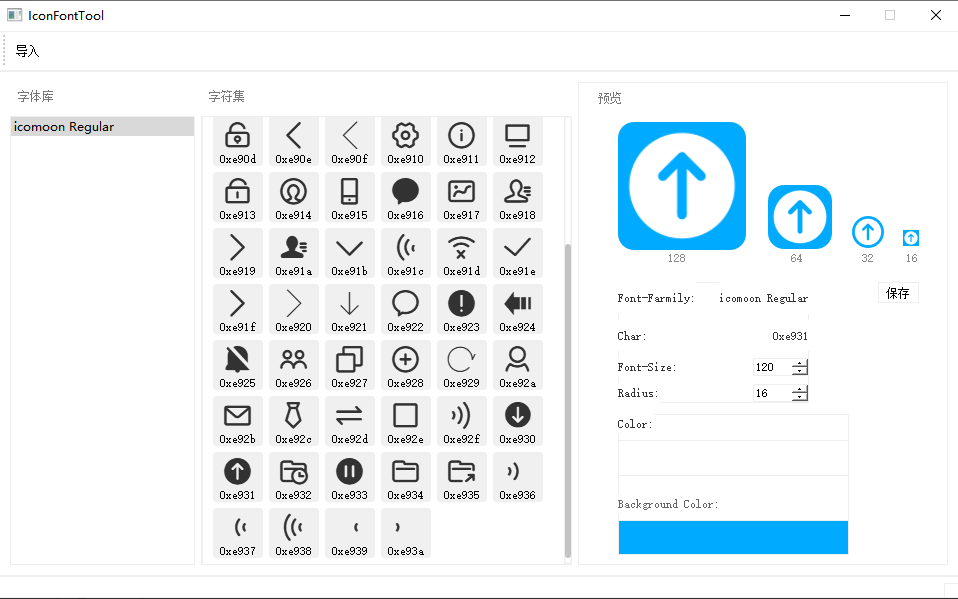 IconFontTool
导入
字体库
字符集
预览
icomoon Regular
0xe90d 0xe90e 0xe90f 0xe910 0xe911 0xe912
0xe913 0xe914 0xe915 0xe916 0xe917 0xe918
0xe919 0xe91a 0xe91b 0xe91c 0xe91d 0xe91e
0xe91f 0xe920 0xe921 0xe922 0xe923 0xe924
0xe925 0xe926 0xe927 0xe928 0xe929 0xe92a
0xe92b 0xe92c 0xe92d 0xe92e 0xe92f 0xe930
0xe931 0xe932 0xe933 0xe934 0xe935 0xe936
0xe937 0xe938 0xe939 0xe93a
128 64 32 16
Font-Farmily: icomoon Regular
保存
Char: 0xe931
Font-Size: 120
Radius: 16
Color:
Background Color: